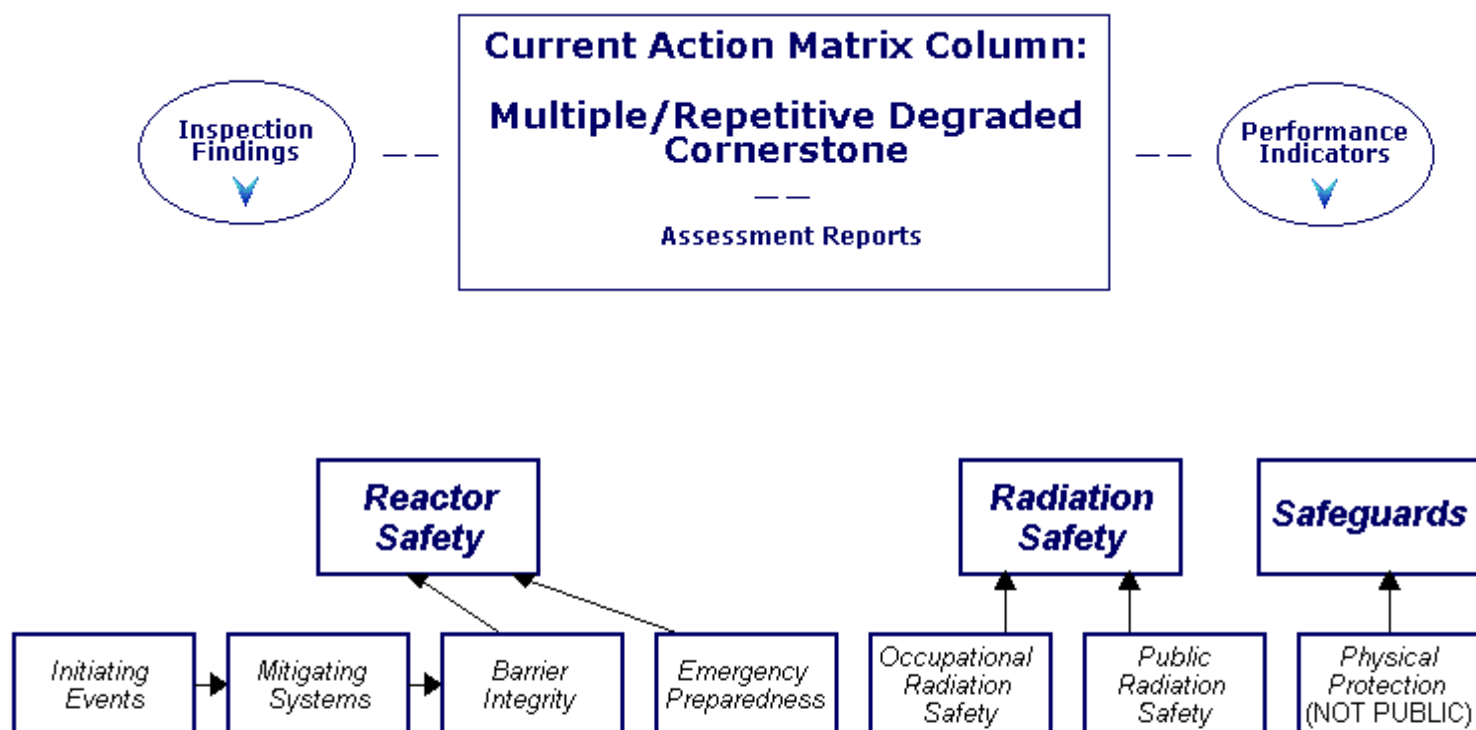 Current Action Matrix Column:
Multiple/Repetitive Degraded
Cornerstone
Assessment Reports
Inspection
Findings
Performance
Indicators
Reactor
Safety
Radiation
Safety
Safeguards
Initiating
Events
Mitigating
Systems
Barrier
Integrity
Emergency
Preparedness
Occupational
Radiation
Safety
Public
Radiation
Safety
Physical
Protection
(NOT PUBLIC)